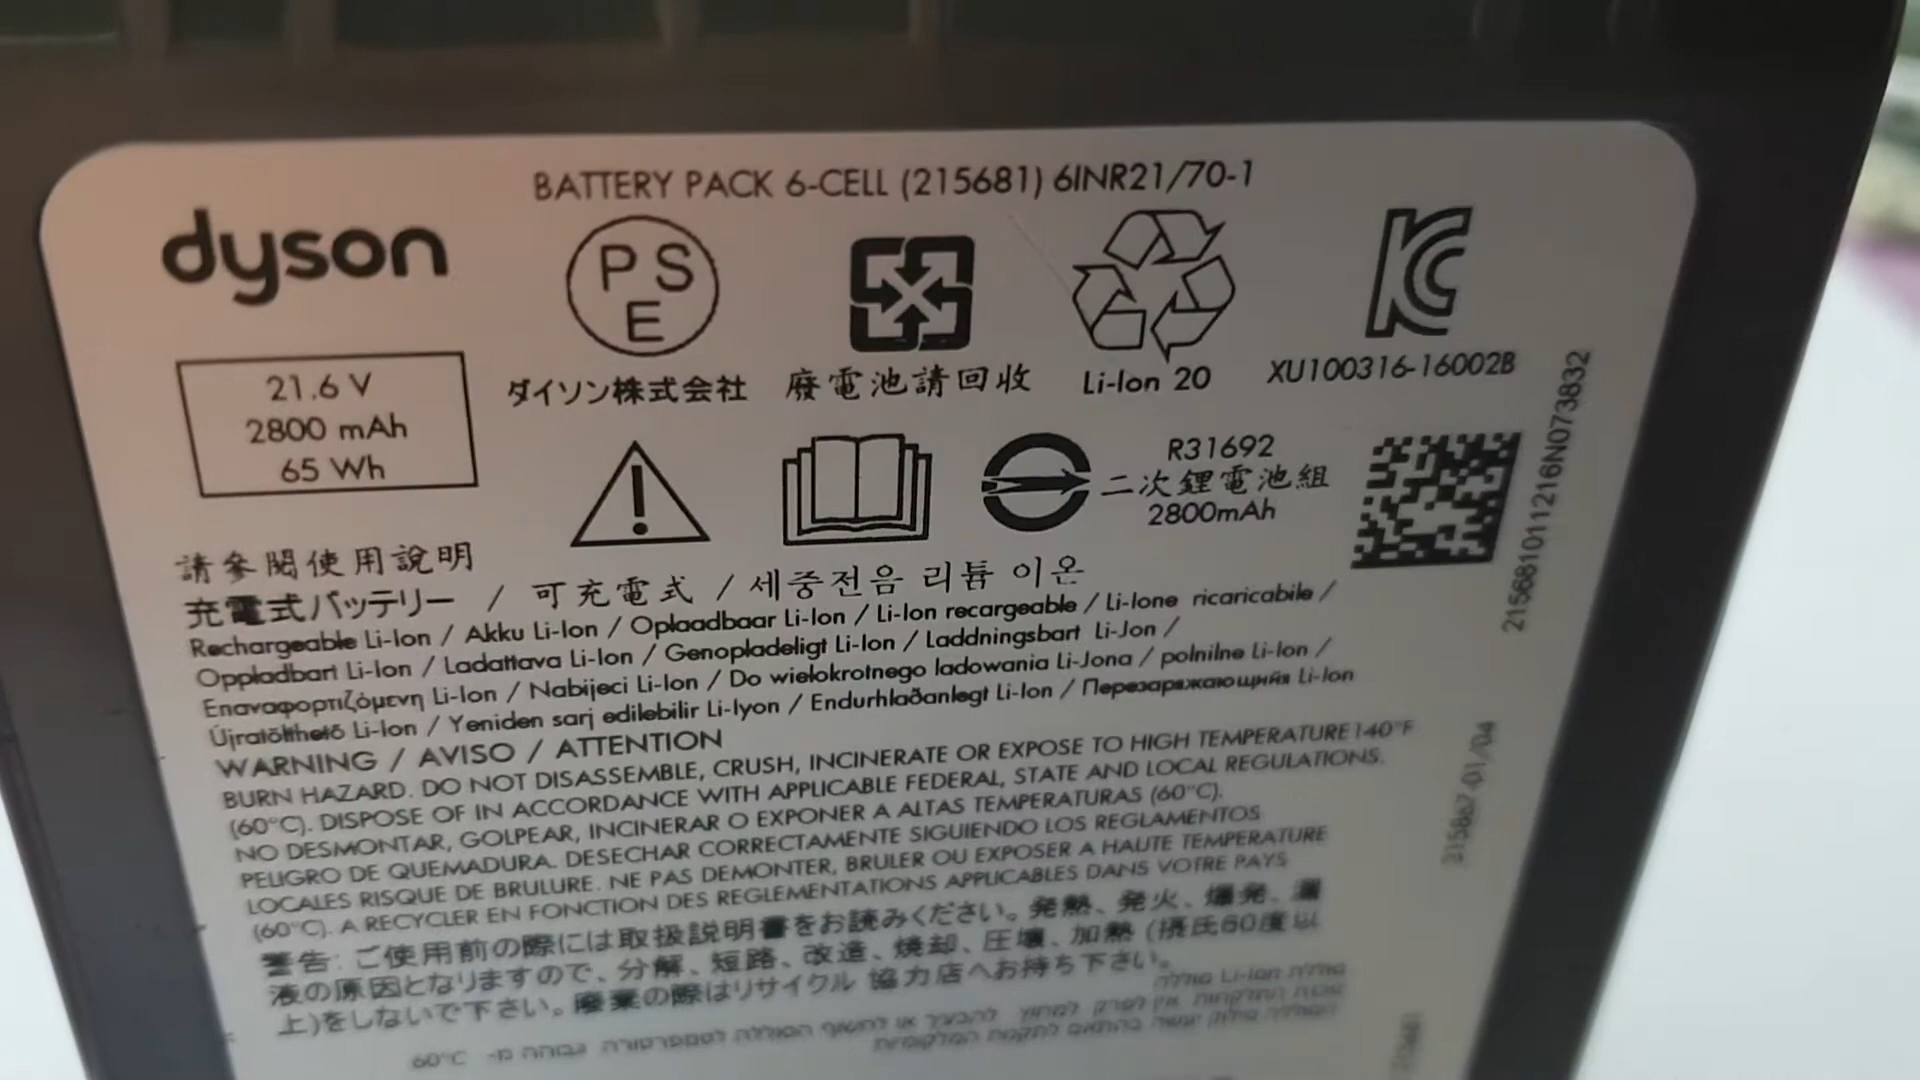 BATTERY PACK 6-CELL (215681) 6INR21/70-1
dyson
PSE
21.6 V
2800 mAh
65 Wh
ダイソン株式会社
廢電池請回收
Li-Ion 20
XU100316-16002B
R31692
二次鋰電池組
2800mAh
215681011216N073832
請參閱使用說明
充電式バッテリー / 可充電式 / 세중전음 리튬 이온
Rechargeable Li-Ion / Akku Li-Ion / Oplaadbaar Li-Ion / Li-Ion recargeable / Li-Ione ricaricabile /
Oppladbart Li-Ion / Ladattava Li-Ion / Genopladeligt Li-Ion / Laddningsbart Li-Jon /
Επαναφορτιζόμενη Li-Ion / Nabíjecí Li-Ion / Do wielokrotnego ladowania Li-Jona / polnilne Li-Ion /
Újratölthető Li-Ion / Yeniden sarj edilebilir Li-Iyon / Endurhlaðanlegt Li-Ion / Перезаряжающийя Li-Ion
WARNING / AVISO / ATTENTION
BURN HAZARD. DO NOT DISASSEMBLE, CRUSH, INCINERATE OR EXPOSE TO HIGH TEMPERATURE 140°F
(60°C). DISPOSE OF IN ACCORDANCE WITH APPLICABLE FEDERAL, STATE AND LOCAL REGULATIONS.
NO DESMONTAR, GOLPEAR, INCINERAR O EXPONER A ALTAS TEMPERATURAS (60°C).
PELIGRO DE QUEMADURA. DESECHAR CORRECTAMENTE SIGUIENDO LOS REGLAMENTOS
LOCALES RISQUE DE BRULURE. NE PAS DEMONTER, BRULER OU EXPOSER A HAUTE TEMPERATURE
(60°C). A RECYCLER EN FONCTION DES REGLEMENTATIONS APPLICABLES DANS VOTRE PAYS
警告: ご使用前の際には取扱説明書をお読みください。発熱、発火、爆発、漏
液の原因となりますので、分解、短路、改造、焼却、圧壊、加熱 (摂氏60度以
上)をしないで下さい。廃棄の際はリサイクル 協力店へお持ち下さい。
סוללת Li-Ion
60°C